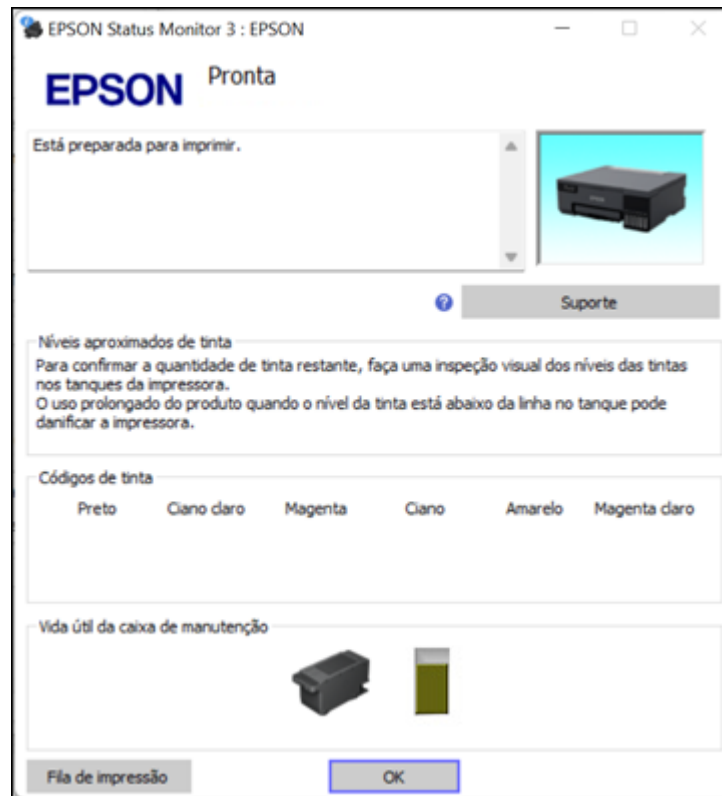 EPSON Status Monitor 3 : EPSON
EPSON
Pronta
Está preparada para imprimir.
Suporte
Níveis aproximados de tinta
Para confirmar a quantidade de tinta restante, faça uma inspeção visual dos níveis das tintas
nos tanques da impressora.
O uso prolongado do produto quando o nível da tinta está abaixo da linha no tanque pode
danificar a impressora.
Códigos de tinta
Preto Ciano claro Magenta Ciano Amarelo Magenta claro
Vida útil da caixa de manutenção
Fila de impressão OK